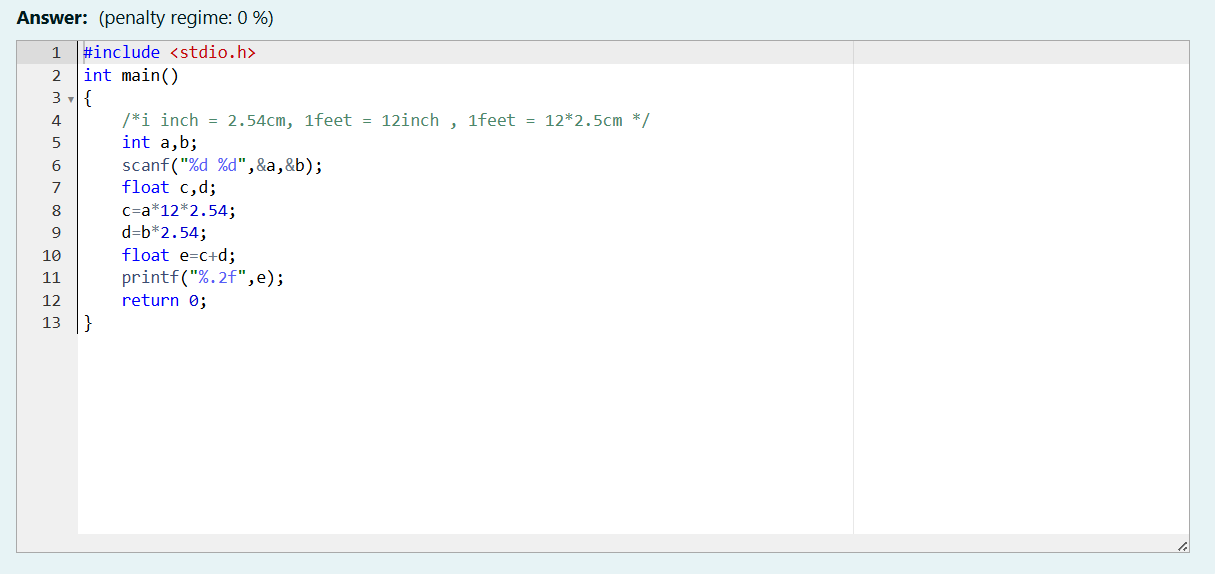 Answer: (penalty regime: 0 %)
1 #include <stdio.h>
2 int main()
3 {
4 /*i inch = 2.54cm, 1feet = 12inch , 1feet = 12*2.5cm */
5 int a,b;
6 scanf("%d %d",&a,&b);
7 float c,d;
8 c=a*12*2.54;
9 d=b*2.54;
10 float e=c+d;
11 printf("%.2f",e);
12 return 0;
13 }